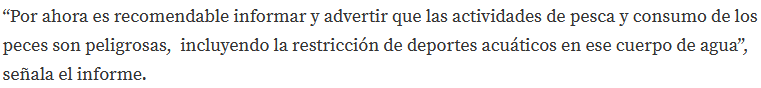 “Por ahora es recomendable informar y advertir que las actividades de pesca y consumo de los
peces son peligrosas,  incluyendo la restricción de deportes acuáticos en ese cuerpo de agua”,
señala el informe.